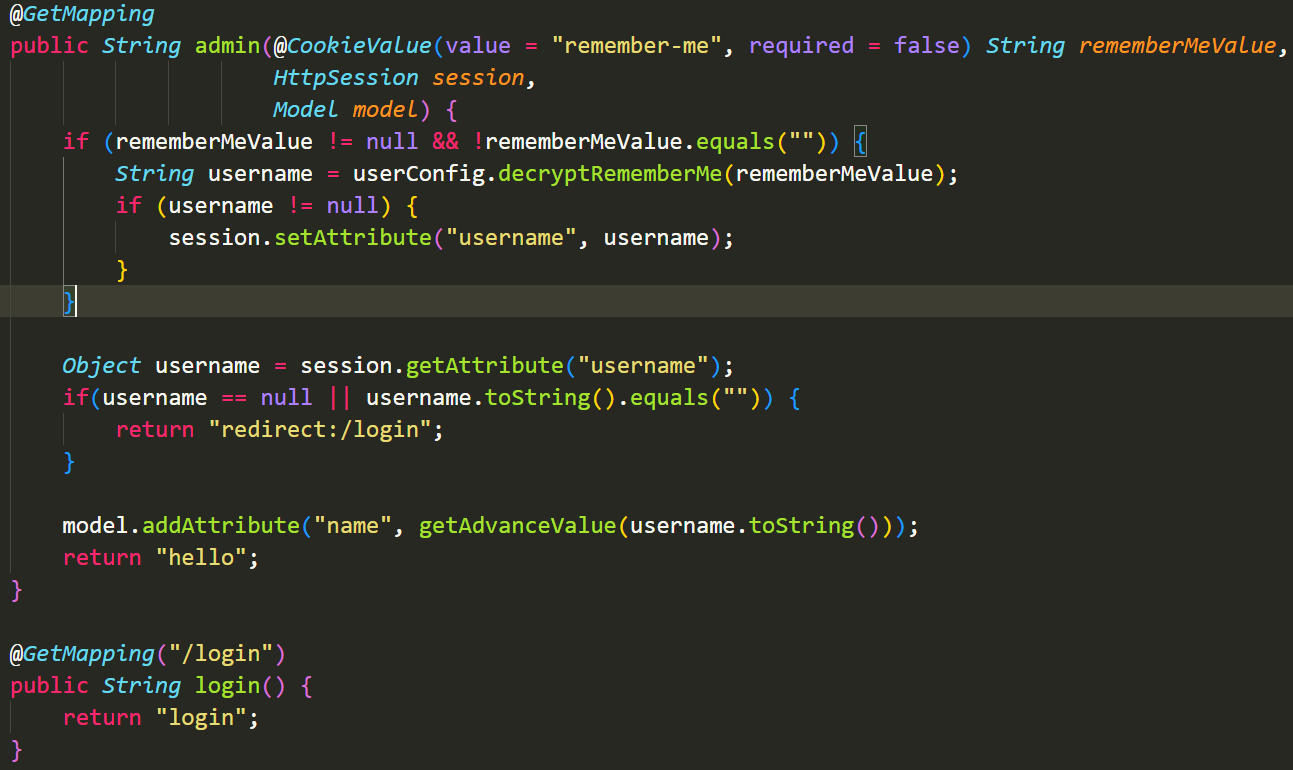 @GetMapping
public String admin(@CookieValue(value = "remember-me", required = false) String rememberMeValue,
                    HttpSession session,
                    Model model) {
    if (rememberMeValue != null && !rememberMeValue.equals("")) {
        String username = userConfig.decryptRememberMe(rememberMeValue);
        if (username != null) {
            session.setAttribute("username", username);
        }
    }

    Object username = session.getAttribute("username");
    if(username == null || username.toString().equals("")) {
        return "redirect:/login";
    }

    model.addAttribute("name", getAdvanceValue(username.toString()));
    return "hello";
}

@GetMapping("/login")
public String login() {
    return "login";
}